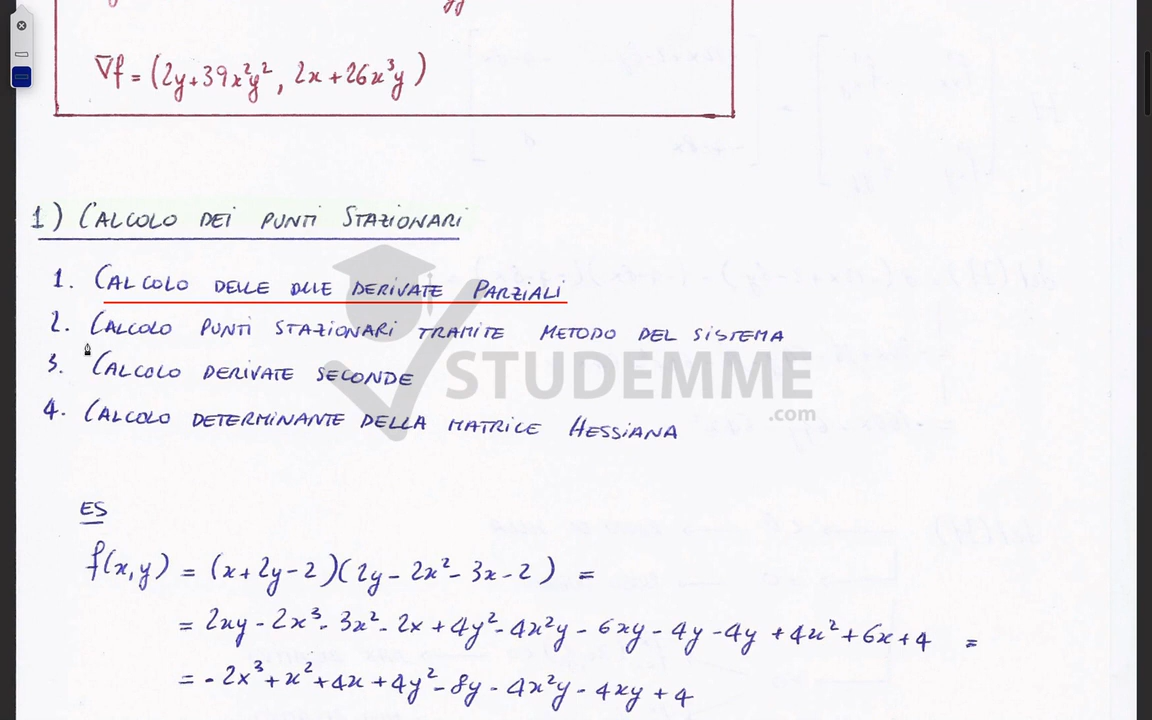 ∇f = (2y+39x²y², 2x+26x³y)
1) CALCOLO DEI PUNTI STAZIONARI
1. CALCOLO DELLE DUE DERIVATE PARZIALI
2. CALCOLO PUNTI STAZIONARI TRAMITE METODO DEL SISTEMA
3. CALCOLO DERIVATE SECONDE
STUDEMME
.com
4. CALCOLO DETERMINANTE DELLA MATRICE HESSIANA
ES
f(x,y) = (x+2y-2)(2y-2x²-3x-2) =
= 2xy-2x³-3x²-2x+4y²-4x²y-6xy-4y-4y+4x²+6x+4 =
= -2x³+x²+4x+4y²-8y-4x²y-4xy+4